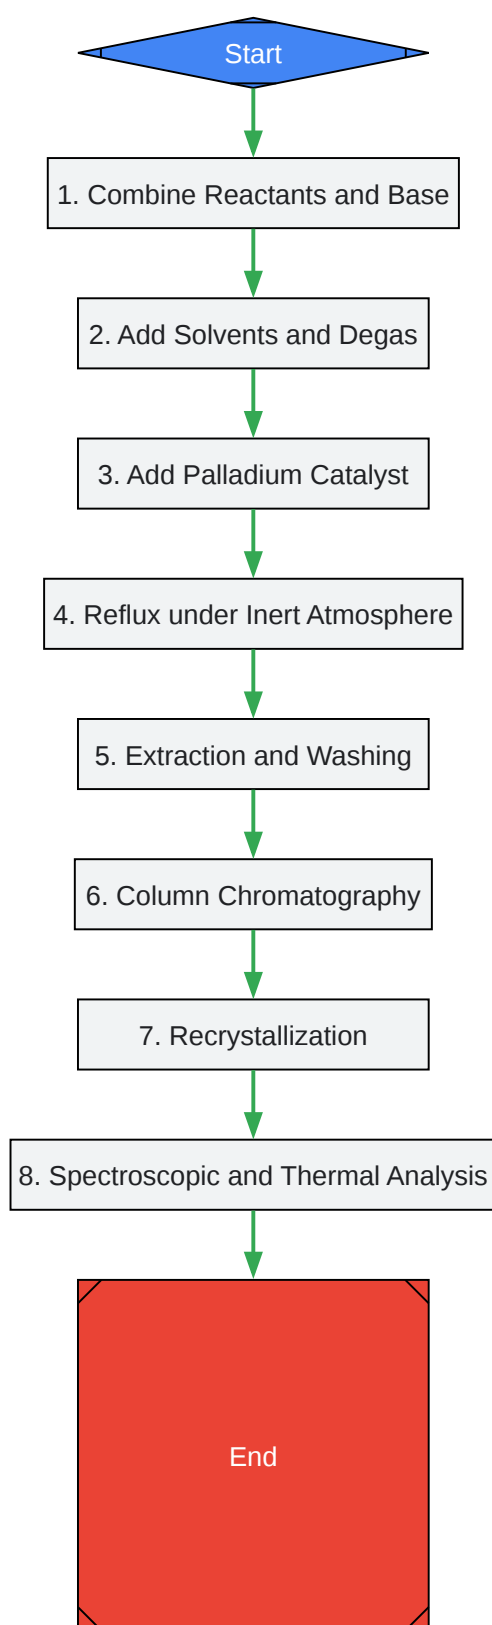 Start
1. Combine Reactants and Base
2. Add Solvents and Degas
3. Add Palladium Catalyst
4. Reflux under Inert Atmosphere
5. Extraction and Washing
6. Column Chromatography
7. Recrystallization
8. Spectroscopic and Thermal Analysis
End